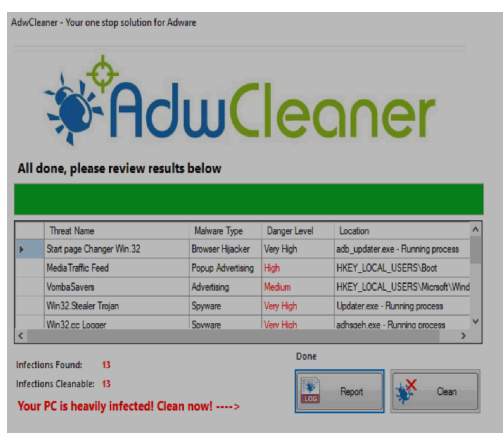 AdwCleaner - Your one stop solution for Adware
AdwCleaner
All done, please review results below
Threat Name Malware Type Danger Level Location
Start page Changer Win.32 Browser Hijacker Very High adb_updater.exe - Running process
MediaTraffic Feed Popup Advertising High HKEY_LOCAL_USERS\Boot
VombaSavers Advertising Medium HKEY_LOCAL_USERS\Micrsoft\Wind
Win32.Stealer Trojan Spyware Very High Updater.exe - Running process
Win32.cc Logger Spyware Very High adhsgeh.exe - Running process
Done
Infections Found: 13
Infections Cleanable: 13
LOG Report Clean
Your PC is heavily infected! Clean now! ---->